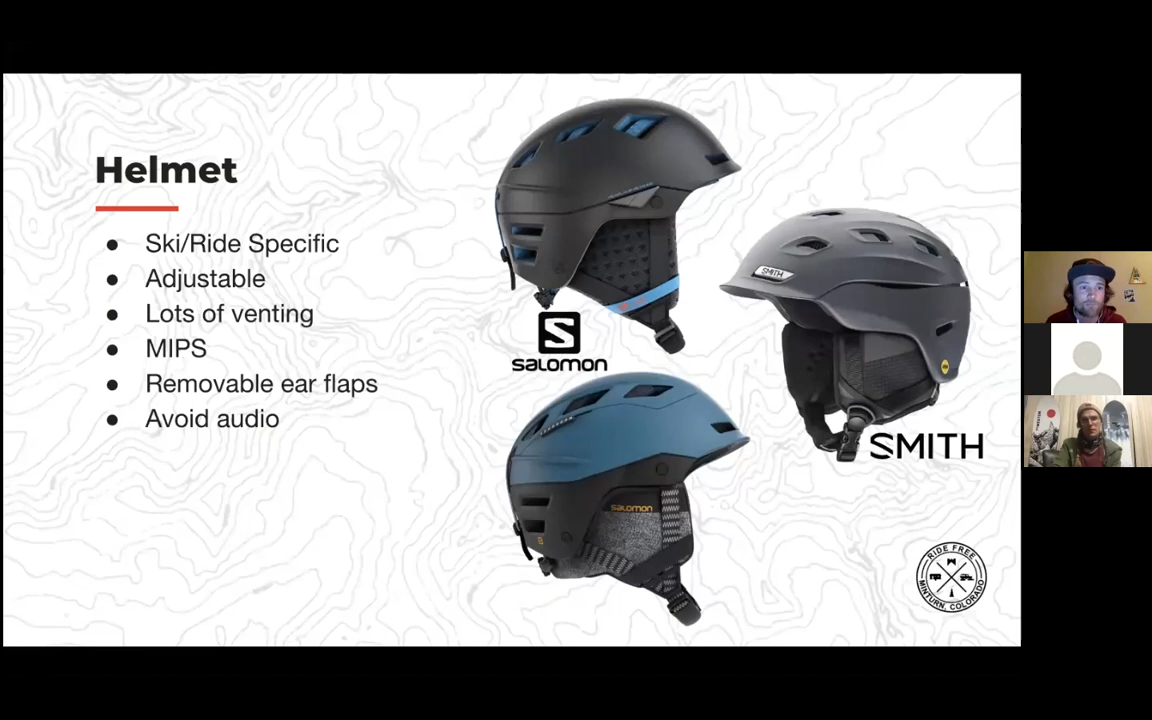 Helmet
● Ski/Ride Specific
● Adjustable
● Lots of venting
● MIPS
● Removable ear flaps
● Avoid audio
S
salomon
SMITH
SMITH
salomon
RIDE FREE
MINTURN, COLORADO